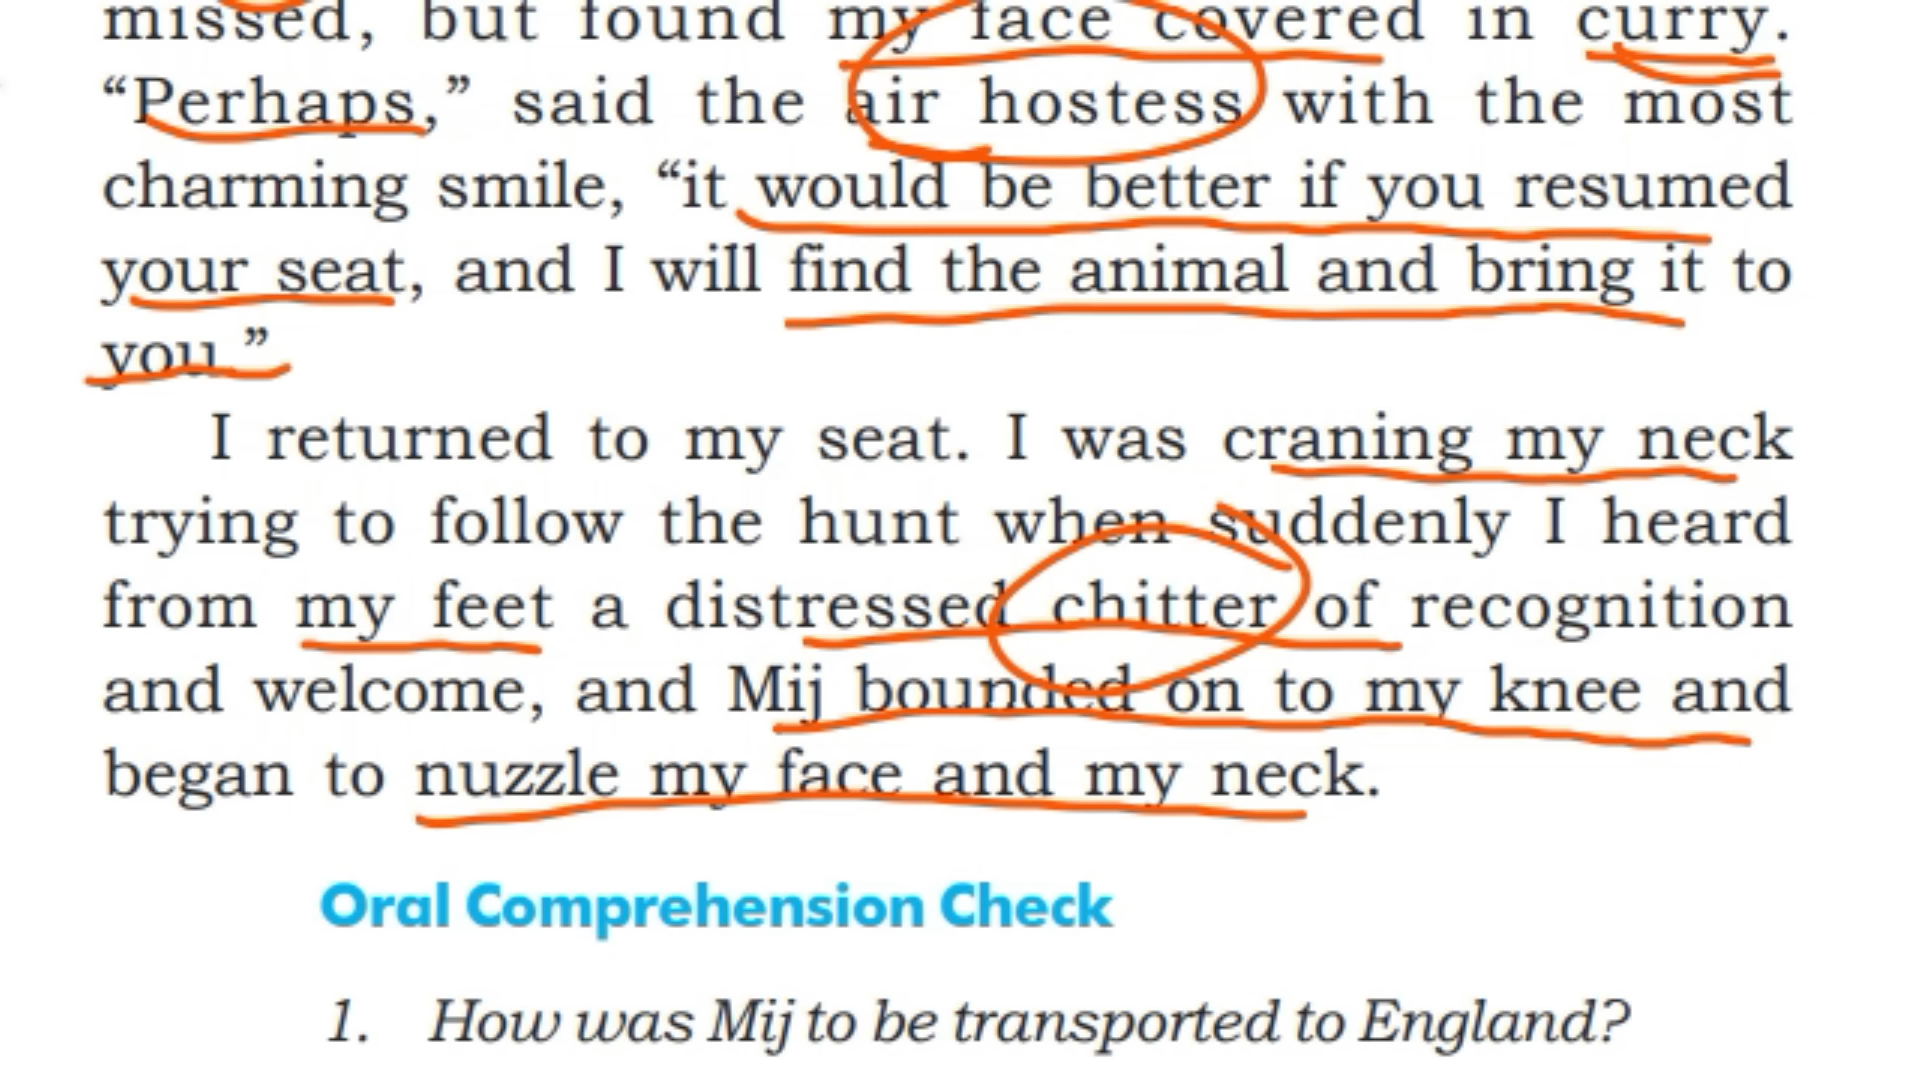 missed, but found my face covered in curry.
“Perhaps,” said the air hostess with the most
charming smile, “it would be better if you resumed
your seat, and I will find the animal and bring it to
you.”
I returned to my seat. I was craning my neck
trying to follow the hunt when suddenly I heard
from my feet a distressed chitter of recognition
and welcome, and Mij bounded on to my knee and
began to nuzzle my face and my neck.
Oral Comprehension Check
1. How was Mij to be transported to England?